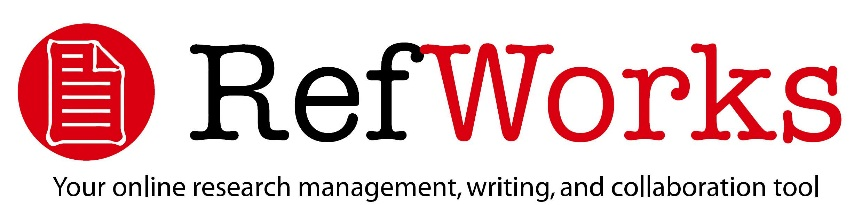 RefWorks
Your online research management, writing, and collaboration tool